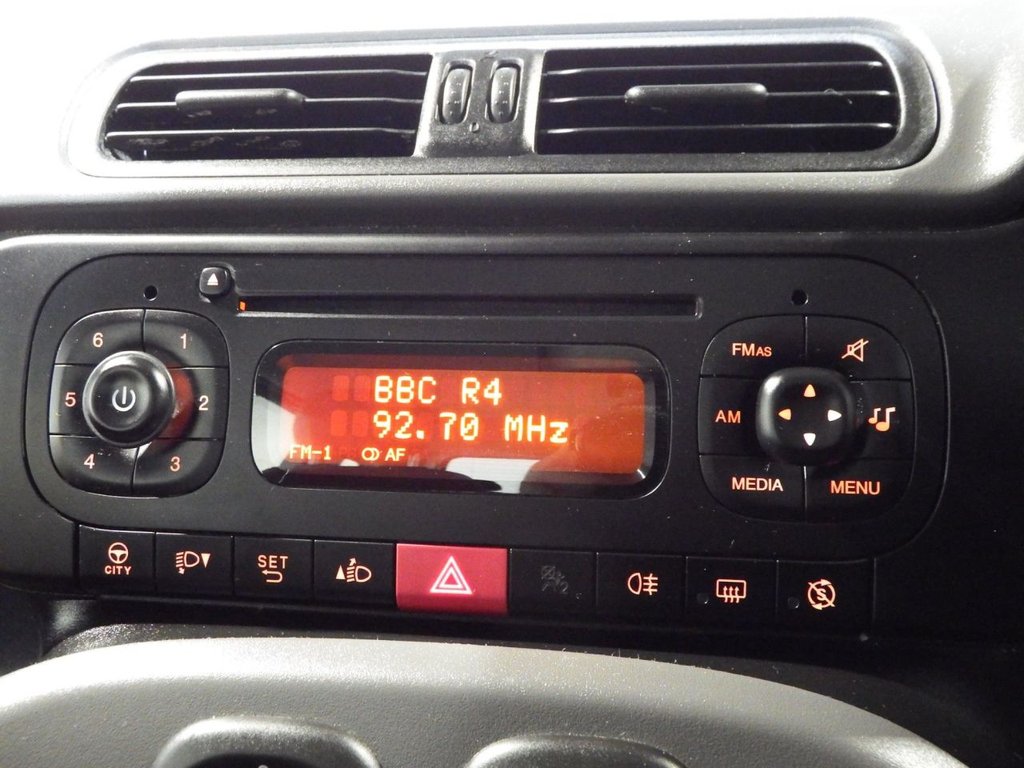 6 1
5 2
4 3
BBC R4
92.70 MHz
FM-1 AF
FMAS
AM
MEDIA MENU
CITY
SET